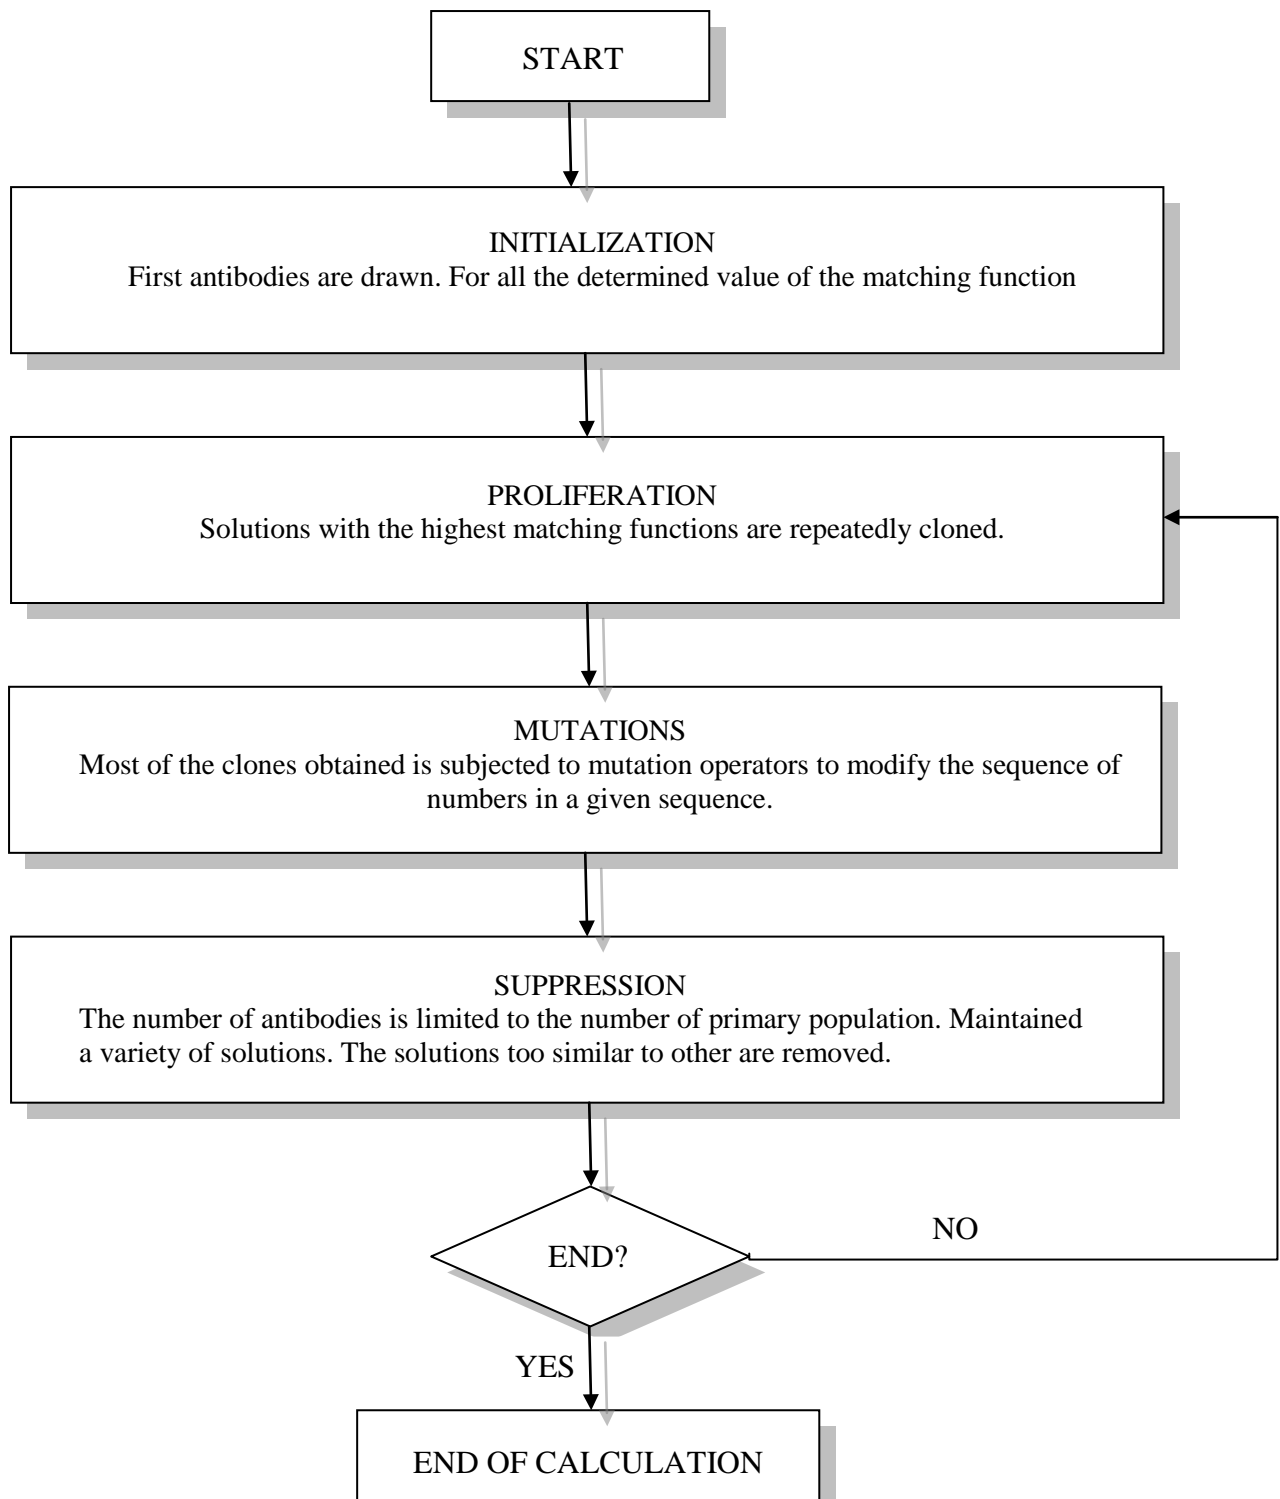 START
INITIALIZATION
First antibodies are drawn. For all the determined value of the matching function
PROLIFERATION
Solutions with the highest matching functions are repeatedly cloned.
MUTATIONS
Most of the clones obtained is subjected to mutation operators to modify the sequence of
numbers in a given sequence.
SUPPRESSION
The number of antibodies is limited to the number of primary population. Maintained
a variety of solutions. The solutions too similar to other are removed.
END?
NO
YES
END OF CALCULATION